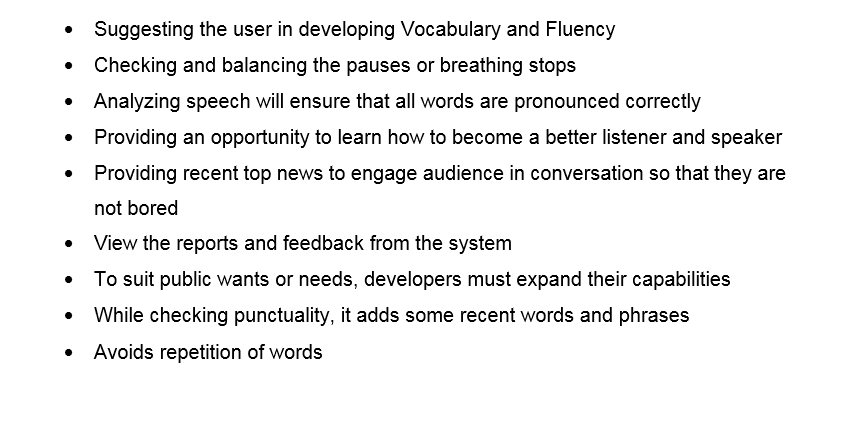 • Suggesting the user in developing Vocabulary and Fluency
• Checking and balancing the pauses or breathing stops
• Analyzing speech will ensure that all words are pronounced correctly
• Providing an opportunity to learn how to become a better listener and speaker
• Providing recent top news to engage audience in conversation so that they are
not bored
• View the reports and feedback from the system
• To suit public wants or needs, developers must expand their capabilities
• While checking punctuality, it adds some recent words and phrases
• Avoids repetition of words